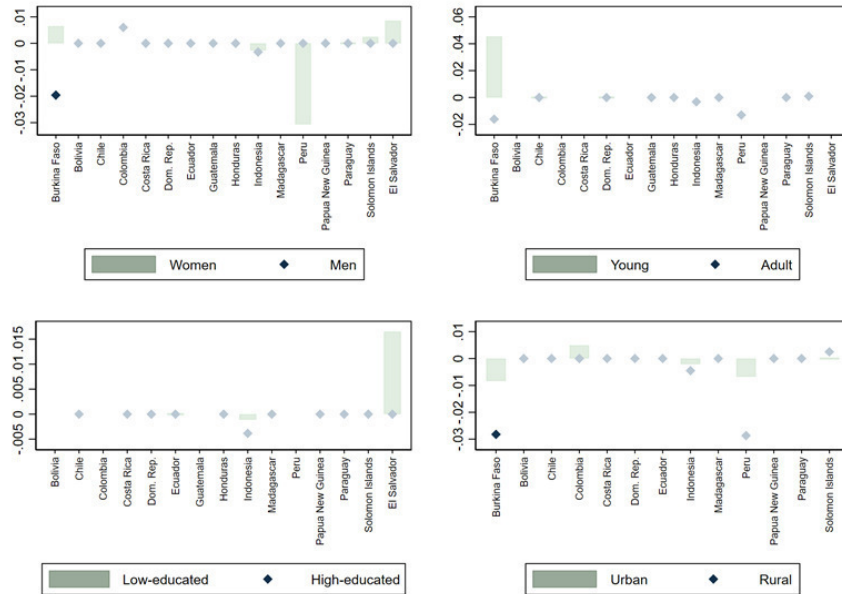 .01
0
-.01
-.02
-.03
Burkina Faso
Bolivia
Chile
Colombia
Costa Rica
Dom. Rep.
Ecuador
Guatemala
Honduras
Indonesia
Madagascar
Peru
Papua New Guinea
Paraguay
Solomon Islands
El Salvador
Women
Men
.06
.04
.02
0
-.02
Burkina Faso
Bolivia
Chile
Colombia
Costa Rica
Dom. Rep.
Ecuador
Guatemala
Honduras
Indonesia
Madagascar
Peru
Papua New Guinea
Paraguay
Solomon Islands
El Salvador
Young
Adult
.015
.01
.005
0
-.005
Bolivia
Chile
Colombia
Costa Rica
Dom. Rep.
Ecuador
Guatemala
Honduras
Indonesia
Madagascar
Peru
Papua New Guinea
Paraguay
Solomon Islands
El Salvador
Low-educated
High-educated
.01
0
-.01
-.02
-.03
Burkina Faso
Bolivia
Chile
Colombia
Costa Rica
Dom. Rep.
Ecuador
Indonesia
Madagascar
Peru
Papua New Guinea
Paraguay
Solomon Islands
Urban
Rural